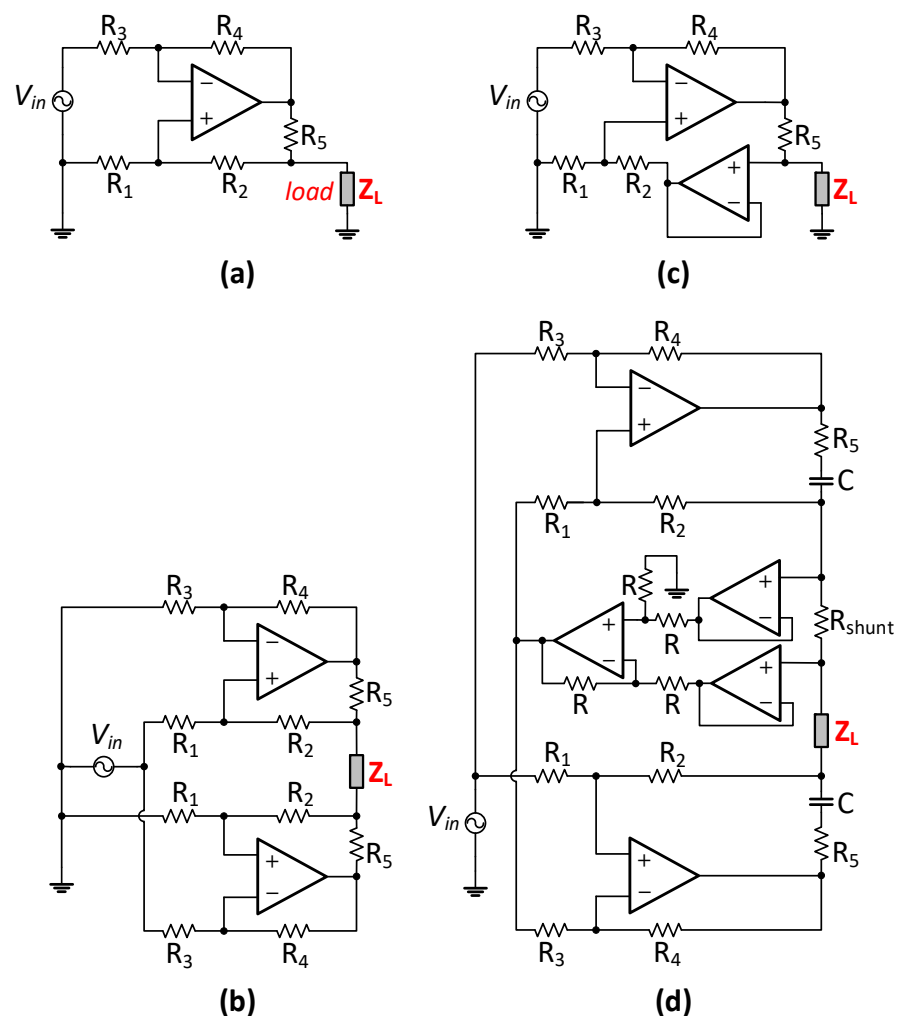 R3 R4
Vin
− +
R5
R1 R2
load ZL
(a)
R3 R4
Vin
− +
R5
R1 R2
+ −
ZL
(c)
R3 R4
− +
R5
R1 R2
Vin
ZL
R1 R2
R5
+ −
R3 R4
(b)
R3 R4
− +
R5
C
R1 R2
R
+ −
R
+ −
Rshunt
+ −
R R
ZL
R1 R2
C
Vin
R5
+ −
R3 R4
(d)